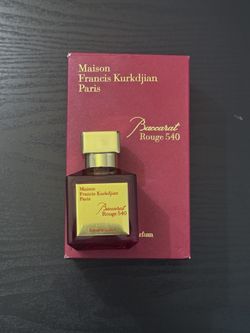 Maison
Francis Kurkdjian
Paris
Baccarat
Rouge 540
Maison
Francis Kurkdjian
Paris
Baccarat
Rouge 540